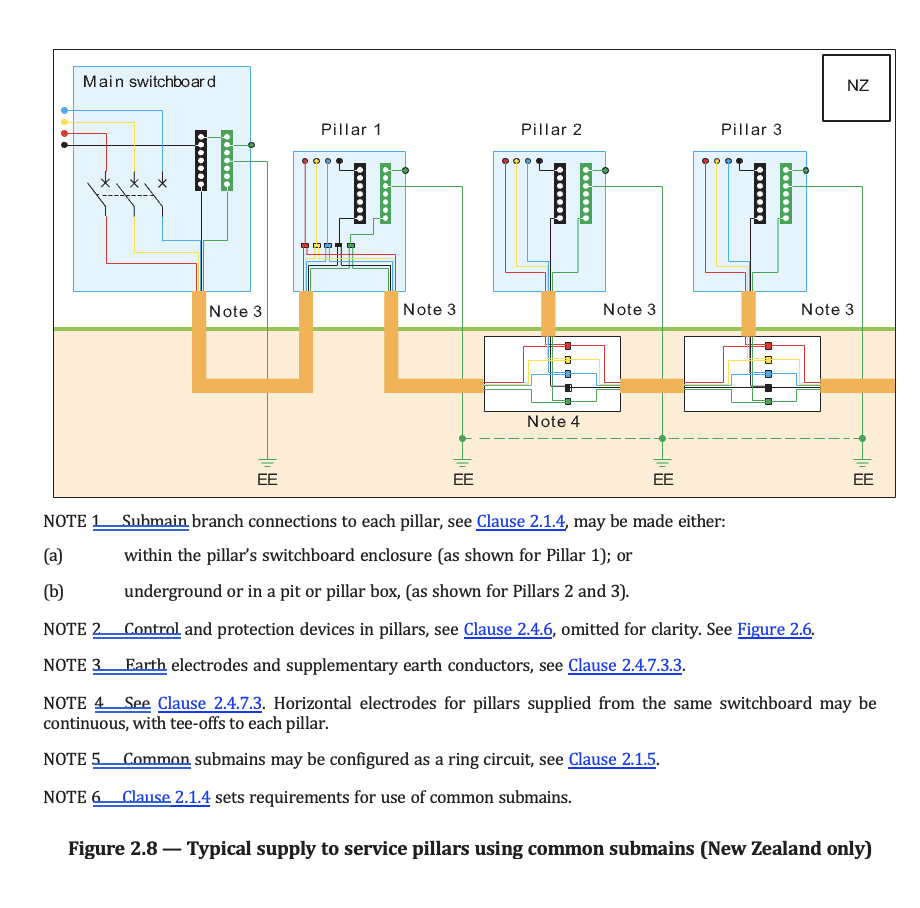 Main switchboard
NZ
Pillar 1
Pillar 2
Pillar 3
Note 3
Note 3
Note 3
Note 3
Note 4
EE
EE
EE
EE
NOTE 1 Submain branch connections to each pillar, see Clause 2.1.4, may be made either:
(a) within the pillar’s switchboard enclosure (as shown for Pillar 1); or
(b) underground or in a pit or pillar box, (as shown for Pillars 2 and 3).
NOTE 2 Control and protection devices in pillars, see Clause 2.4.6, omitted for clarity. See Figure 2.6.
NOTE 3 Earth electrodes and supplementary earth conductors, see Clause 2.4.7.3.3.
NOTE 4 See Clause 2.4.7.3. Horizontal electrodes for pillars supplied from the same switchboard may be
continuous, with tee-offs to each pillar.
NOTE 5 Common submains may be configured as a ring circuit, see Clause 2.1.5.
NOTE 6 Clause 2.1.4 sets requirements for use of common submains.
Figure 2.8 — Typical supply to service pillars using common submains (New Zealand only)